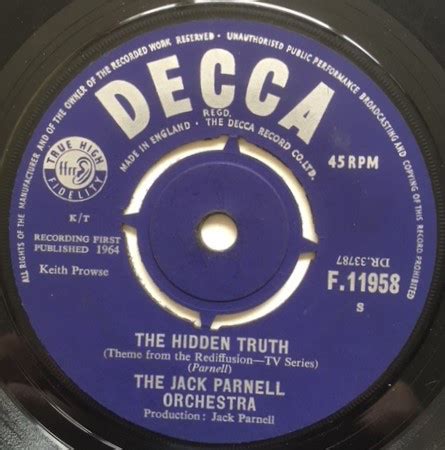 ALL RIGHTS OF THE MANUFACTURER AND OF THE OWNER OF THE RECORDED WORK RESERVED · UNAUTHORISED PUBLIC PERFORMANCE BROADCASTING AND COPYING OF THIS RECORD PROHIBITED
DECCA
REGD.
MADE IN ENGLAND · THE DECCA RECORD CO. LTD.
TRUE HIGH
ffrr
FIDELITY
45 RPM
K/T
RECORDING FIRST
PUBLISHED 1964
Keith Prowse
DR.33787
F.11958
S
THE HIDDEN TRUTH
(Theme from the Rediffusion—TV Series)
(Parnell)
THE JACK PARNELL
ORCHESTRA
Production : Jack Parnell